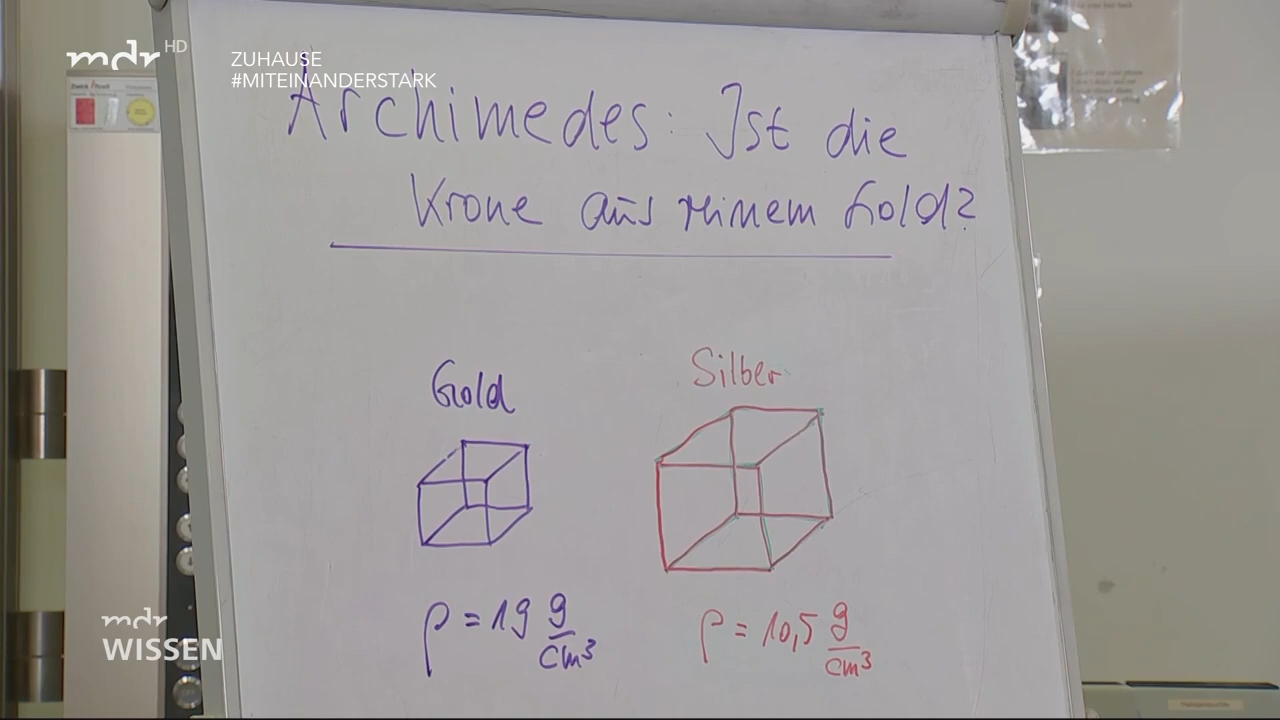 mdr HD
ZUHAUSE
#MITEINANDERSTARK
Archimedes: Ist die
Krone aus reinem Gold?
Gold
Silber
ρ = 19 g/cm³
ρ = 10,5 g/cm³
mdr
WISSEN